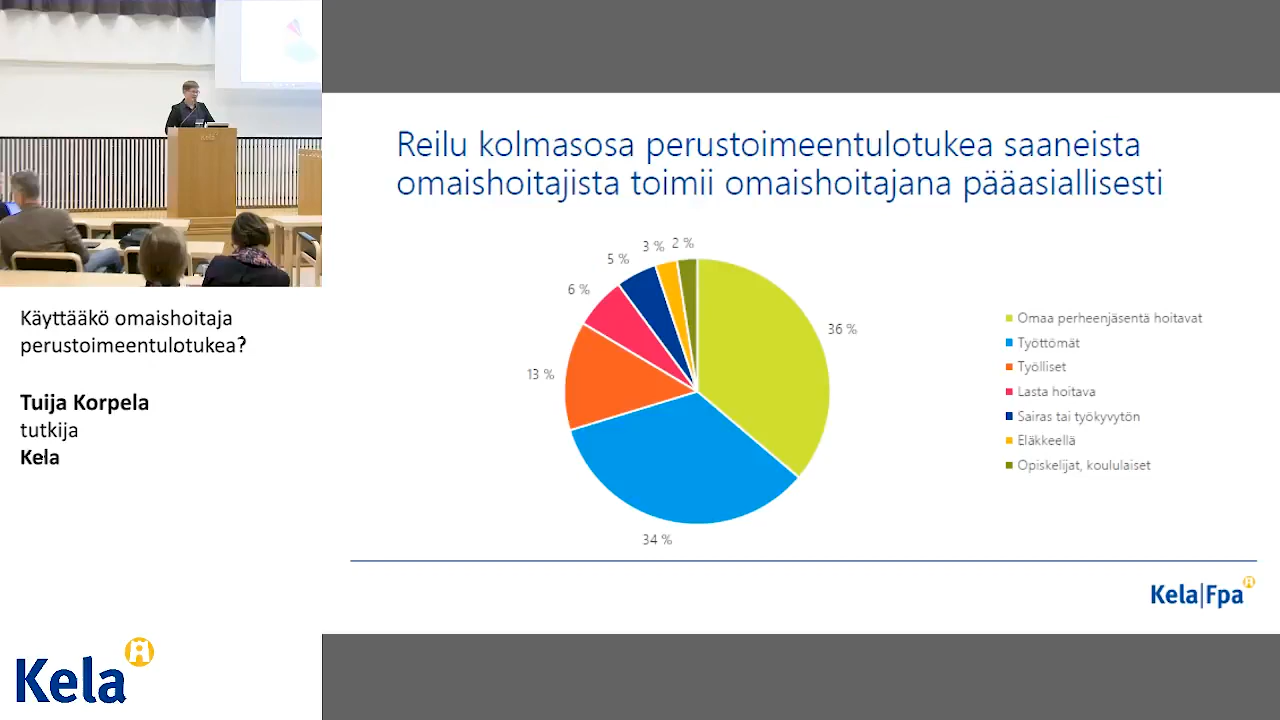 Reilu kolmasosa perustoimeentulotukea saaneista
omaishoitajista toimii omaishoitajana pääasiallisesti
2 %
3 %
5 %
6 %
13 %
34 %
36 %
Omaa perheenjäsentä hoitavat
Työttömät
Työlliset
Lasta hoitava
Sairas tai työkyvytön
Eläkkeellä
Opiskelijat, koululaiset
Kela|Fpa
Kela
Käyttääkö omaishoitaja
perustoimeentulotukea?
Tuija Korpela
tutkija
Kela
Kela